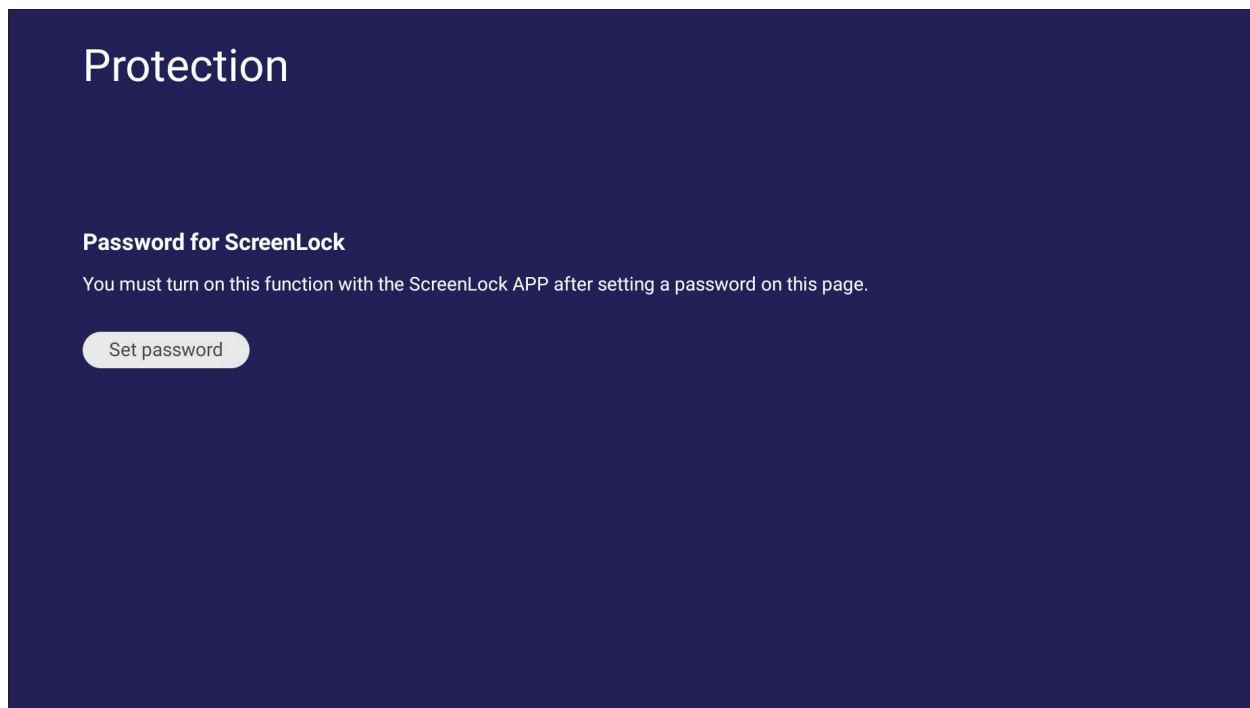 Protection
Password for ScreenLock
You must turn on this function with the ScreenLock APP after setting a password on this page.
Set password